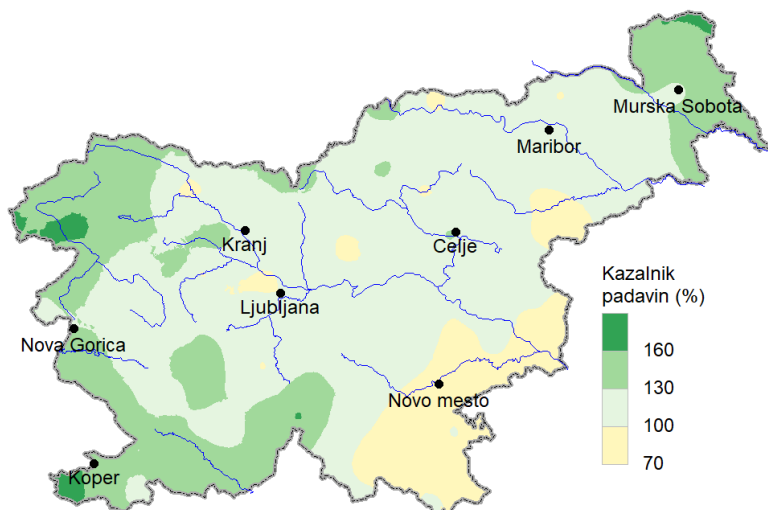 Murska Sobota
Maribor
Kranj
Celje
Ljubljana
Nova Gorica
Novo mesto
Koper
Kazalnik
padavin (%)
160
130
100
70